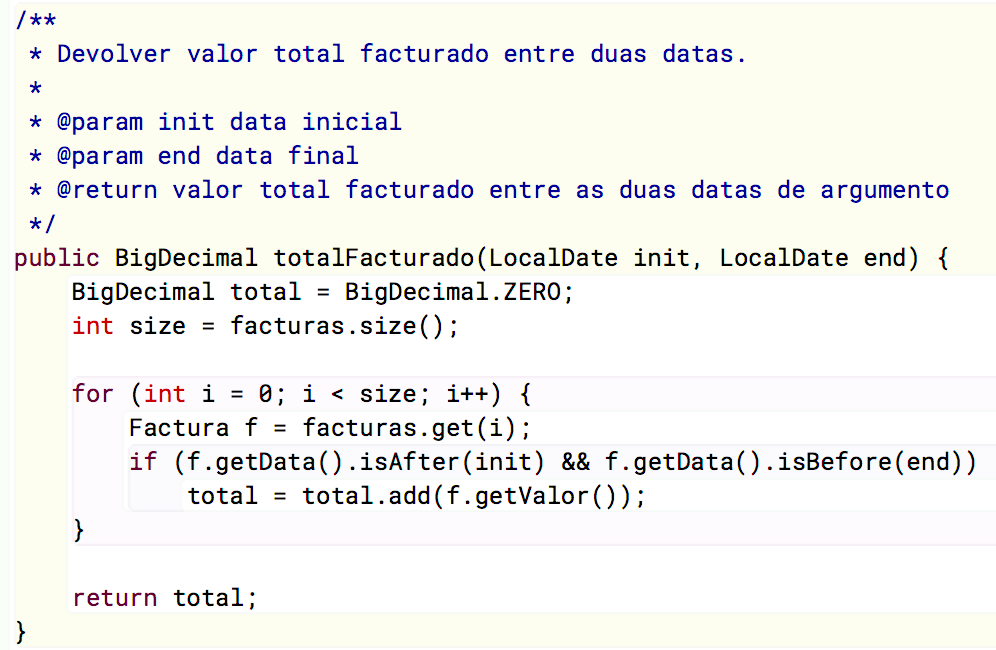 /**
 * Devolver valor total facturado entre duas datas.
 *
 * @param init data inicial
 * @param end data final
 * @return valor total facturado entre as duas datas de argumento
 */
public BigDecimal totalFacturado(LocalDate init, LocalDate end) {
    BigDecimal total = BigDecimal.ZERO;
    int size = facturas.size();

    for (int i = 0; i < size; i++) {
        Factura f = facturas.get(i);
        if (f.getData().isAfter(init) && f.getData().isBefore(end))
            total = total.add(f.getValor());
    }

    return total;
}